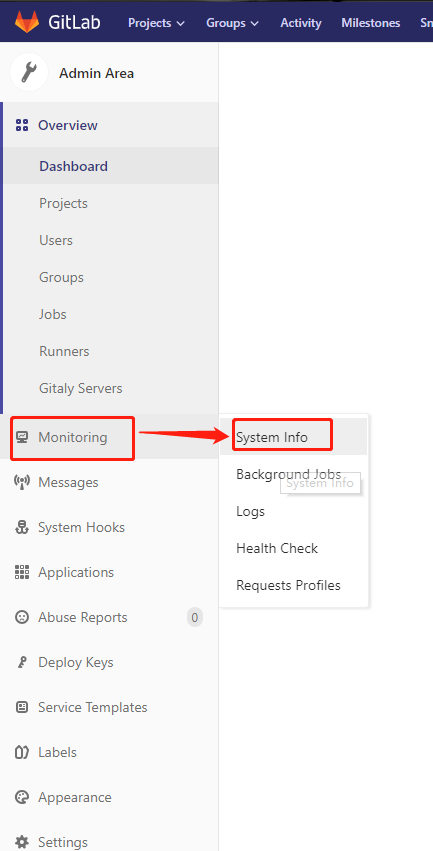 GitLab Projects Groups Activity Milestones Sn
Admin Area
Overview
Dashboard
Projects
Users
Groups
Jobs
Runners
Gitaly Servers
Monitoring
System Info
Background Jobs
System Info
Logs
Health Check
Requests Profiles
Messages
System Hooks
Applications
Abuse Reports 0
Deploy Keys
Service Templates
Labels
Appearance
Settings